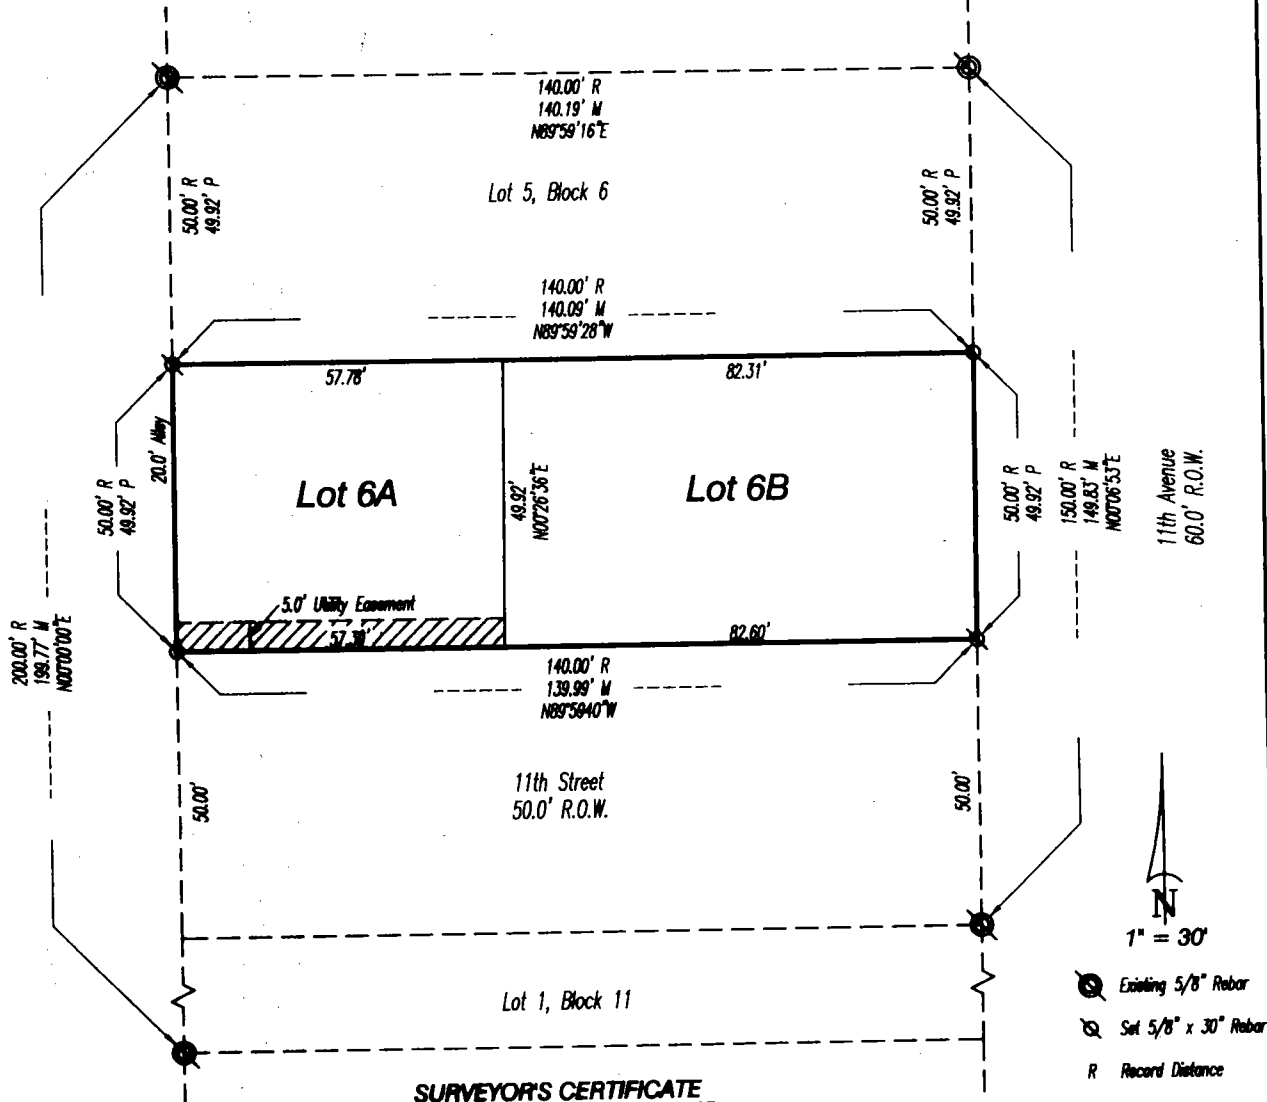 140.00' R
140.19' M
N89°59'16"E
50.00' R
49.92' P
Lot 5, Block 6
50.00' R
49.92' P
140.00' R
140.09' M
N89°59'28"W
57.78'
82.31'
20.0' Alley
50.00' R
49.92' P
Lot 6A
49.92'
N00°26'36"E
Lot 6B
50.00' R
49.92' P
150.00' R
149.83' M
N00°06'53"E
11th Avenue
60.0' R.O.W.
5.0' Utility Easement
82.60'
200.00' R
199.77' M
N00°00'00"E
140.00' R
139.99' M
N89°5940"W
11th Street
50.0' R.O.W.
50.00'
50.00'
N
1" = 30'
Existing 5/8" Rebar
Lot 1, Block 11
Set 5/8" x 30" Rebar
R Record Distance
SURVEYOR'S CERTIFICATE